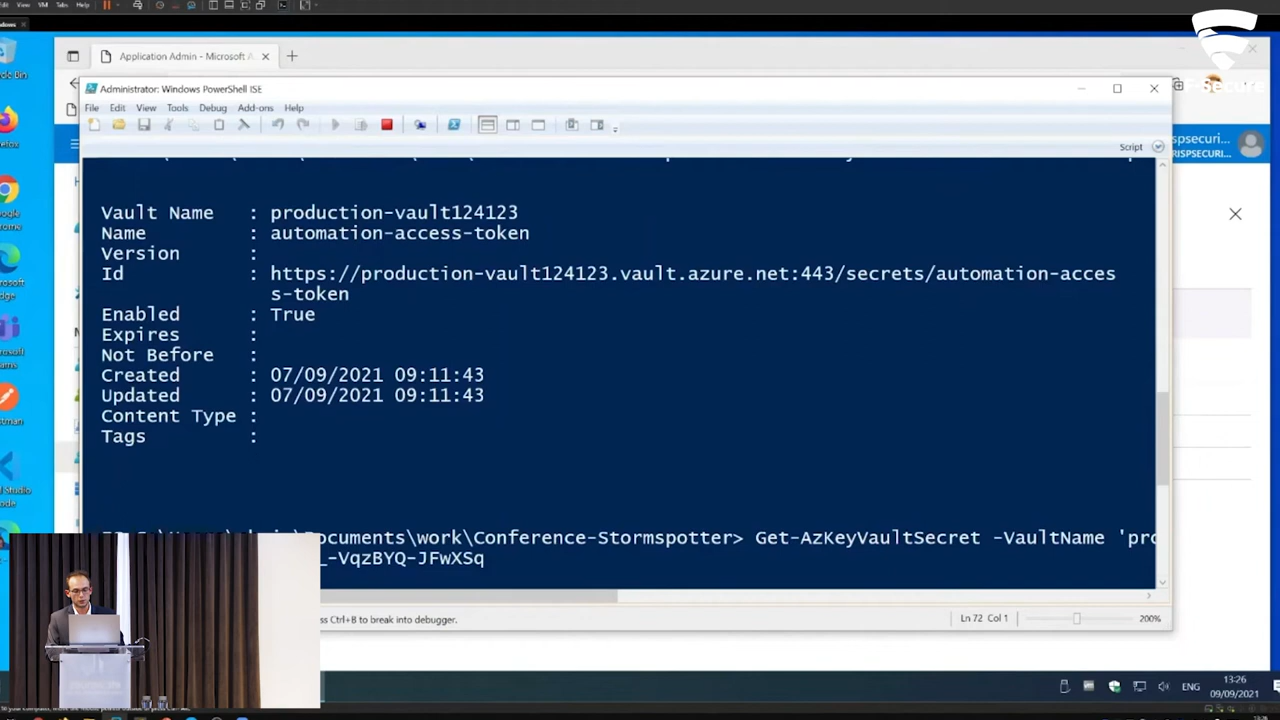 VM Tabs Help
Application Admin - Microsoft A
F-Secure
Administrator: Windows PowerShell ISE
File Edit View Tools Debug Add-ons Help
Script
Vault Name : production-vault124123
Name : automation-access-token
Version :
Id : https://production-vault124123.vault.azure.net:443/secrets/automation-acces
s-token
Enabled : True
Expires :
Not Before :
Created : 07/09/2021 09:11:43
Updated : 07/09/2021 09:11:43
Content Type :
Tags :
Documents\work\Conference-Stormspotter> Get-AzKeyVaultSecret -VaultName 'pro
_-VqzBYQ-JFwXSq
ss Ctrl+B to break into debugger.
Ln 72 Col 1
200%
ENG
13:26
09/09/2021